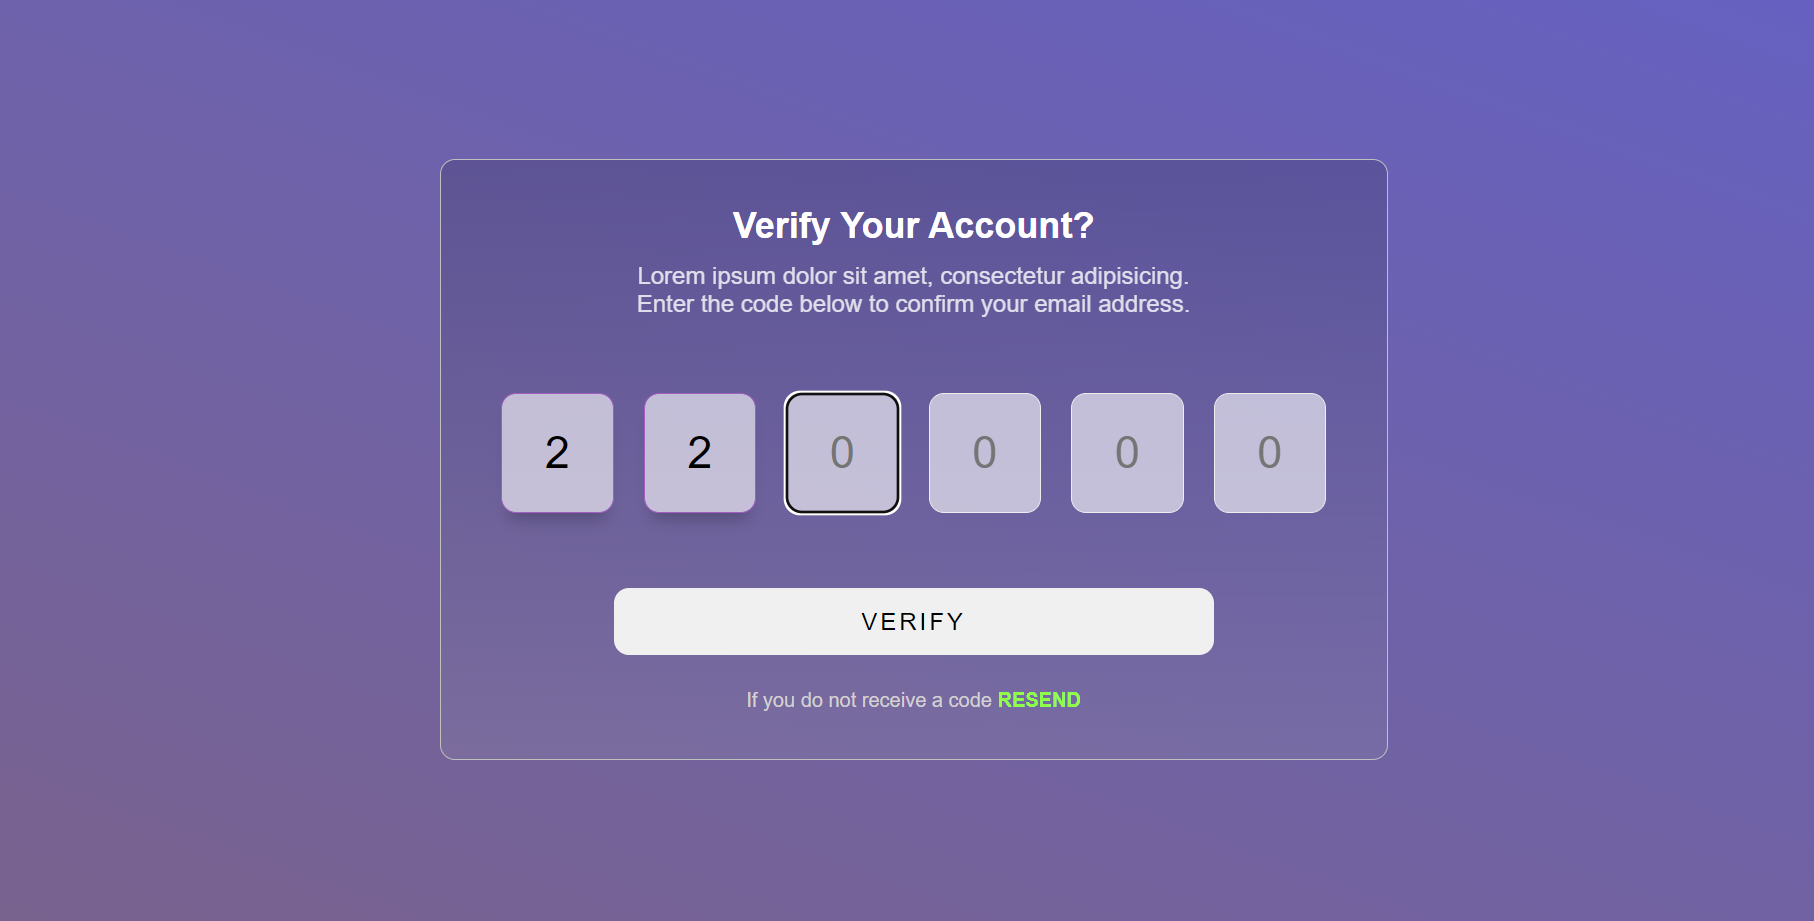 Verify Your Account?
Lorem ipsum dolor sit amet, consectetur adipisicing.
Enter the code below to confirm your email address.
2 2 0 0 0 0
VERIFY
If you do not receive a code RESEND